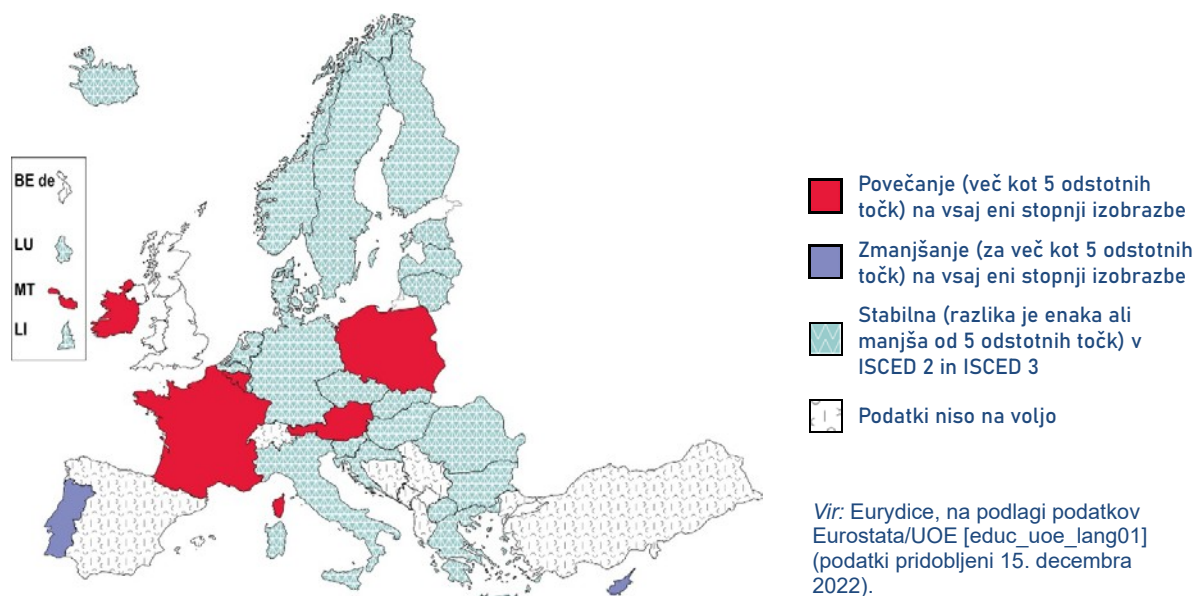 BE de
LU
MT
LI
Povečanje (več kot 5 odstotnih
točk) na vsaj eni stopnji izobrazbe
Zmanjšanje (za več kot 5 odstotnih
točk) na vsaj eni stopnji izobrazbe
Stabilna (razlika je enaka ali
manjša od 5 odstotnih točk) v
ISCED 2 in ISCED 3
Podatki niso na voljo
Vir: Eurydice, na podlagi podatkov
Eurostata/UOE [educ_uoe_lang01]
(podatki pridobljeni 15. decembra
2022).